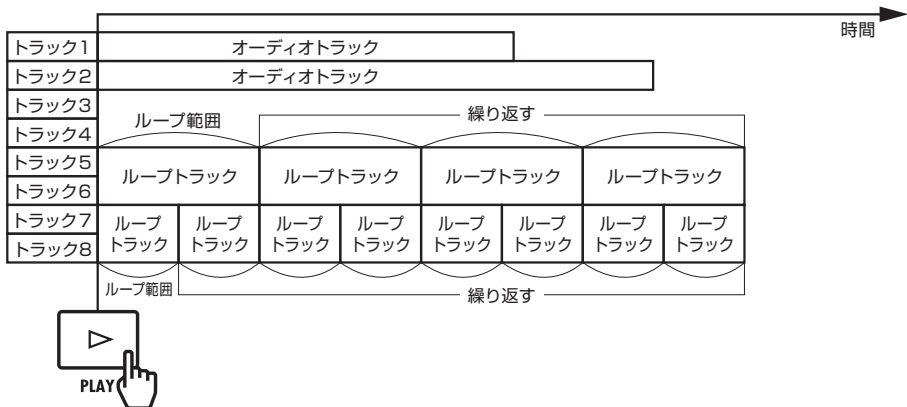 時間
トラック1
オーディオトラック
トラック2
オーディオトラック
トラック3
トラック4
ループ範囲
繰り返す
トラック5
トラック6
ループトラック
ループトラック
ループトラック
ループトラック
トラック7
トラック8
ループ
トラック
ループ
トラック
ループ
トラック
ループ
トラック
ループ
トラック
ループ
トラック
ループ
トラック
ループ
トラック
ループ範囲
繰り返す
PLAY